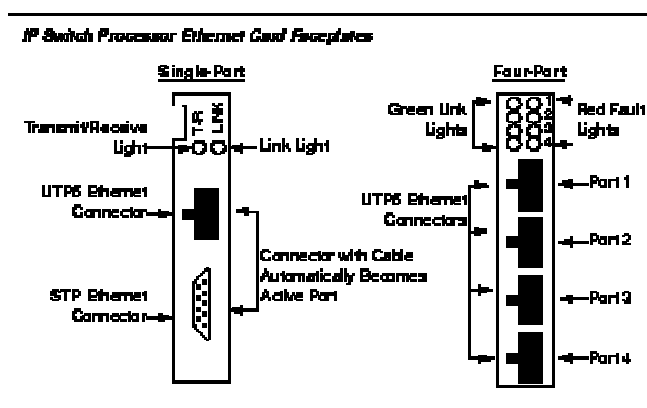 IP Switch Processor Ethernet Card Faceplates
Single-Port
T-R
LINK
Transmit/Receive
Light
Link Light
UTP5 Ethernet
Connector
Connector with Cable
Automatically Becomes
Active Port
STP Ethernet
Connector
Four-Port
Green Link
Lights
1
2
3
4
Red Fault
Lights
UTP5 Ethernet
Connectors
Port 1
Port 2
Port 3
Port 4